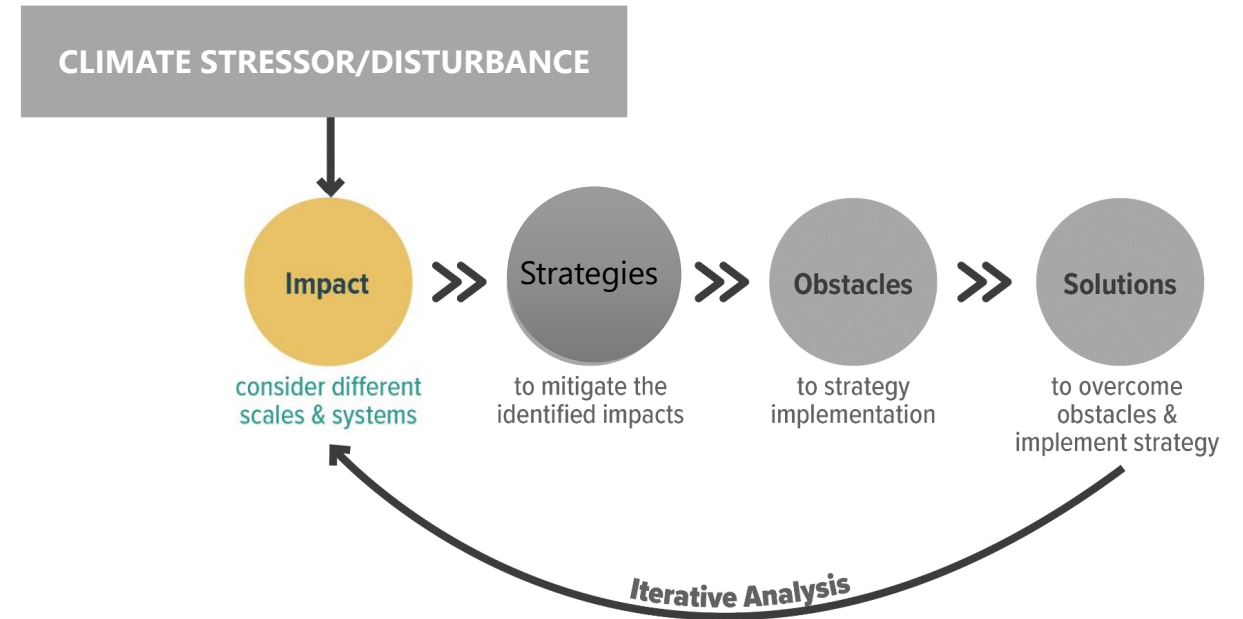 CLIMATE STRESSOR/DISTURBANCE
Impact
consider different
scales & systems
Strategies
to mitigate the
identified impacts
Obstacles
to strategy
implementation
Solutions
to overcome
obstacles &
implement strategy
Iterative Analysis